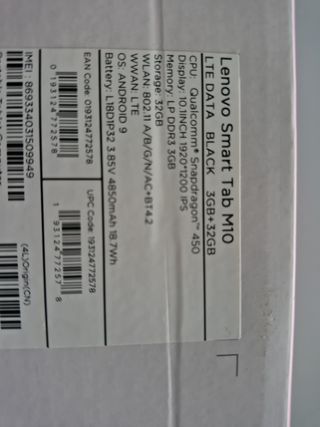 Lenovo Smart Tab M10
LTE DATA BLACK 3GB+32GB
CPU: Qualcomm® Snapdragon™ 450
Display: 10.1INCH 1920*1200 IPS
Memory: LP DDR3 3GB
Storage: 32GB
WLAN: 802.11 A/B/G/N/AC+BT4.2
WWAN: LTE
OS: ANDROID 9
Battery: L18D1P32 3.85V 4850mAh 18.7Wh
EAN Code: 0193124772578
0 193124 772578
UPC Code: 193124772578
1 93124 77257 8
IMEI: 869334031509949
(4L)Origin(CN)